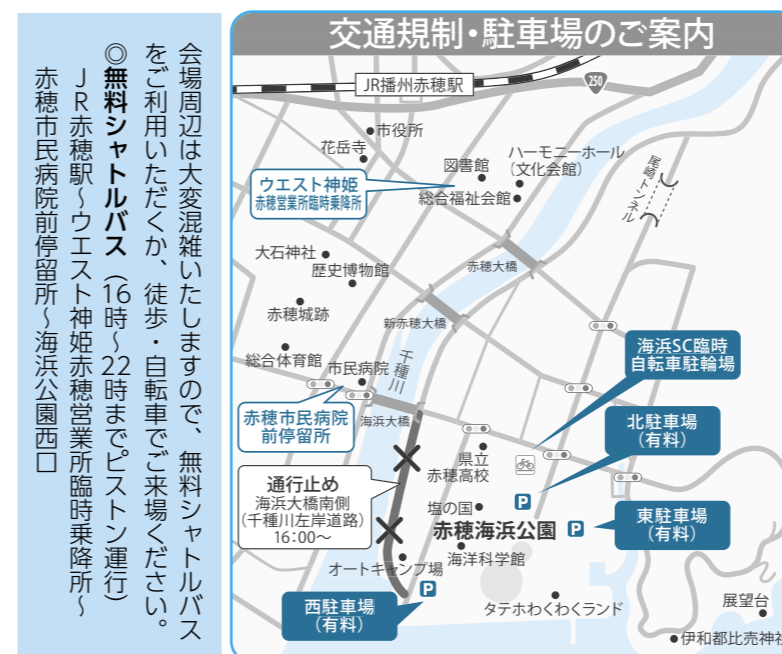 会場周辺は大変混雑いたしますので、無料シャトルバス
をご利用いただくか、徒歩・自転車でご来場ください。
◎無料シャトルバス（16時〜22時までピストン運行）
ＪＲ赤穂駅〜ウエスト神姫赤穂営業所臨時乗降所〜
赤穂市民病院前停留所〜海浜公園西口
交通規制・駐車場のご案内
JR播州赤穂駅
250
市役所
花岳寺
図書館
ハーモニーホール
（文化会館）
尾崎トンネル
ウエスト神姫
赤穂営業所臨時乗降所
総合福祉会館
大石神社
歴史博物館
赤穂大橋
赤穂城跡
新赤穂大橋
千種川
総合体育館
市民病院
海浜SC臨時
自転車駐輪場
赤穂市民病院
前停留所
海浜大橋
北駐車場
（有料）
県立
赤穂高校
通行止め
海浜大橋南側
（千種川左岸道路）
16:00〜
塩の国
P
赤穂海浜公園
P
東駐車場
（有料）
海洋科学館
オートキャンプ場
P
西駐車場
（有料）
タテホわくわくランド
展望台
伊和都比売神社